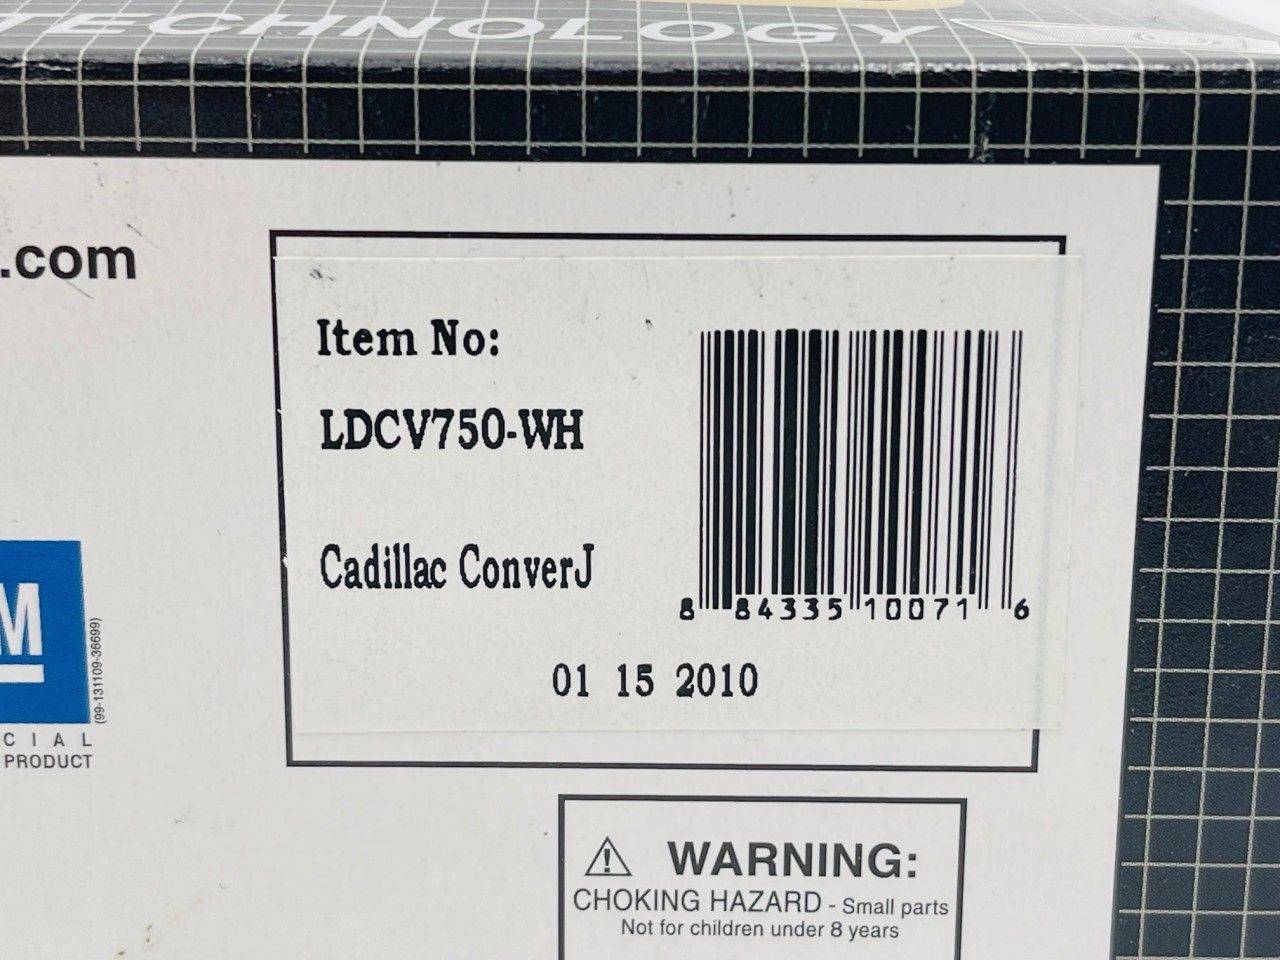 TECHNOLOGY
.com
Item No:
LDCV750-WH
Cadillac ConverJ
8 84335 10071 6
01 15 2010
M
(99-131109-36699)
C I A L
PRODUCT
WARNING:
CHOKING HAZARD - Small parts
Not for children under 8 years